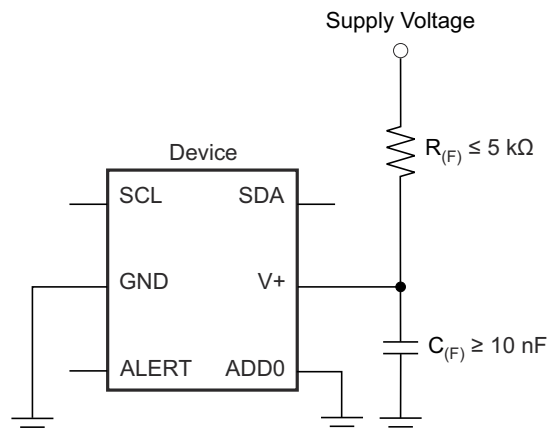 Supply Voltage
R(F) ≤ 5 kΩ
Device
SCL SDA
GND V+
C(F) ≥ 10 nF
ALERT ADD0